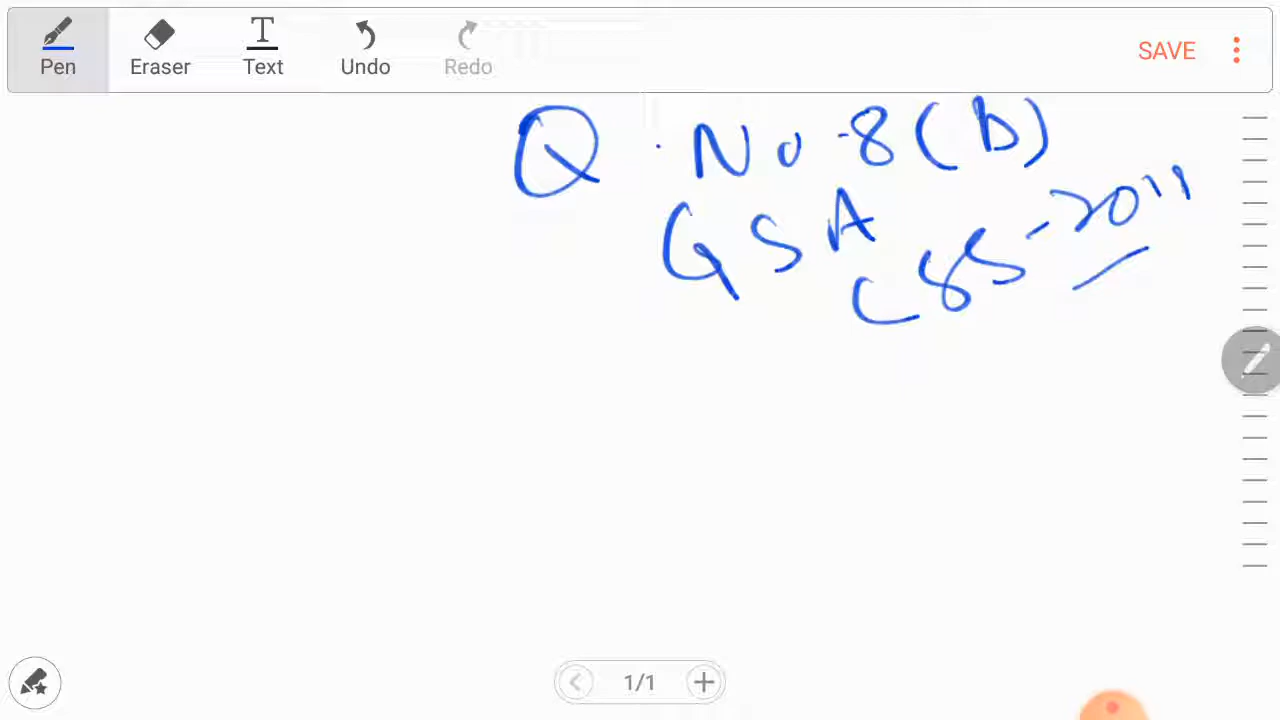 Pen Eraser Text Undo Redo SAVE
Q. No-8(b)
GSA
CSS-2011
1/1